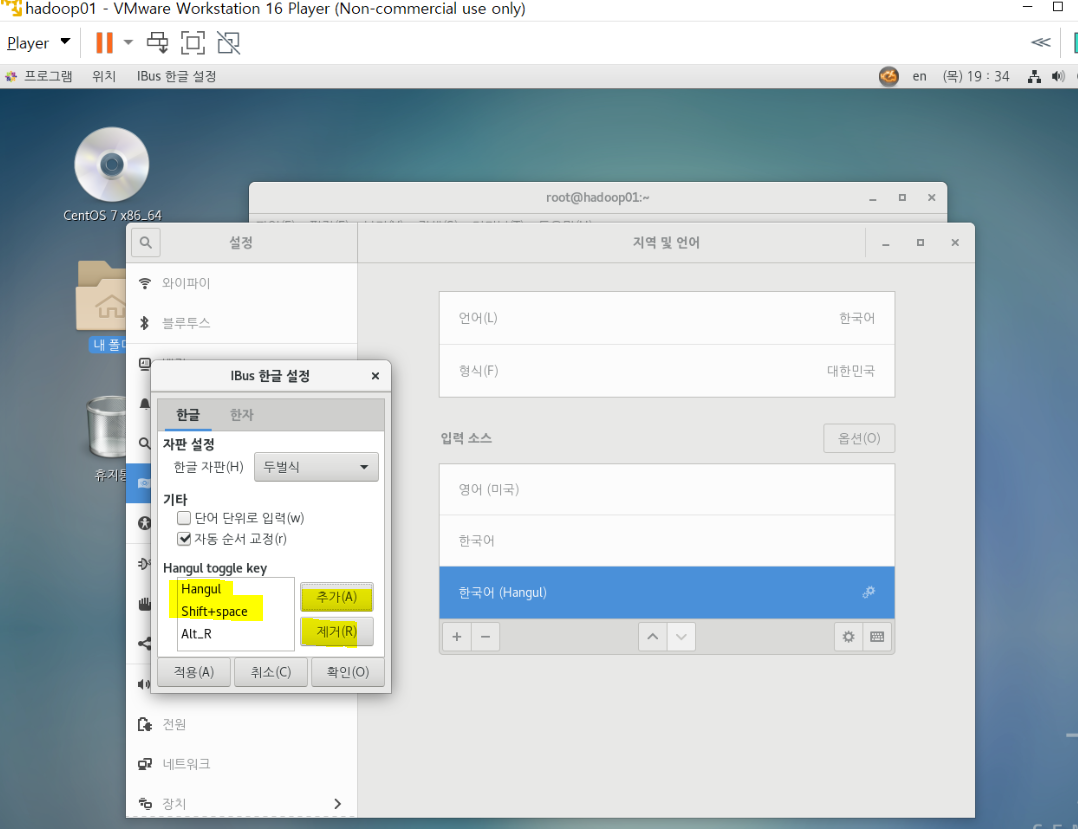 hadoop01 - VMware Workstation 16 Player (Non-commercial use only)
Player
프로그램 위치 IBus 한글 설정 en (목) 19 : 34
CentOS 7 x86_64
root@hadoop01:~
설정 지역 및 언어
와이파이
블루투스
언어(L) 한국어
형식(F) 대한민국
내 폴더
IBus 한글 설정
한글 한자
자판 설정
한글 자판(H) 두벌식
기타
단어 단위로 입력(w)
자동 순서 교정(r)
Hangul toggle key
Hangul
Shift+space
Alt_R
추가(A)
제거(R)
적용(A) 취소(C) 확인(O)
입력 소스 옵션(O)
영어 (미국)
한국어
한국어 (Hangul)
전원
네트워크
장치